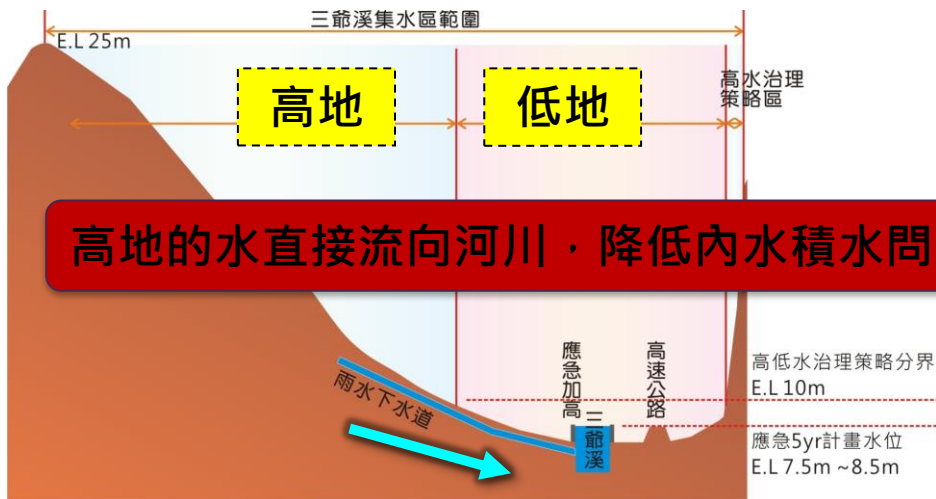 三爺溪集水區範圍
E.L 25m
高地
低地
高水治理
策略區
高地的水直接流向河川，降低內水積水問
應急加高
高速公路
高低水治理策略分界
E.L 10m
雨水下水道
三爺溪
應急5yr計畫水位
E.L 7.5m ~8.5m